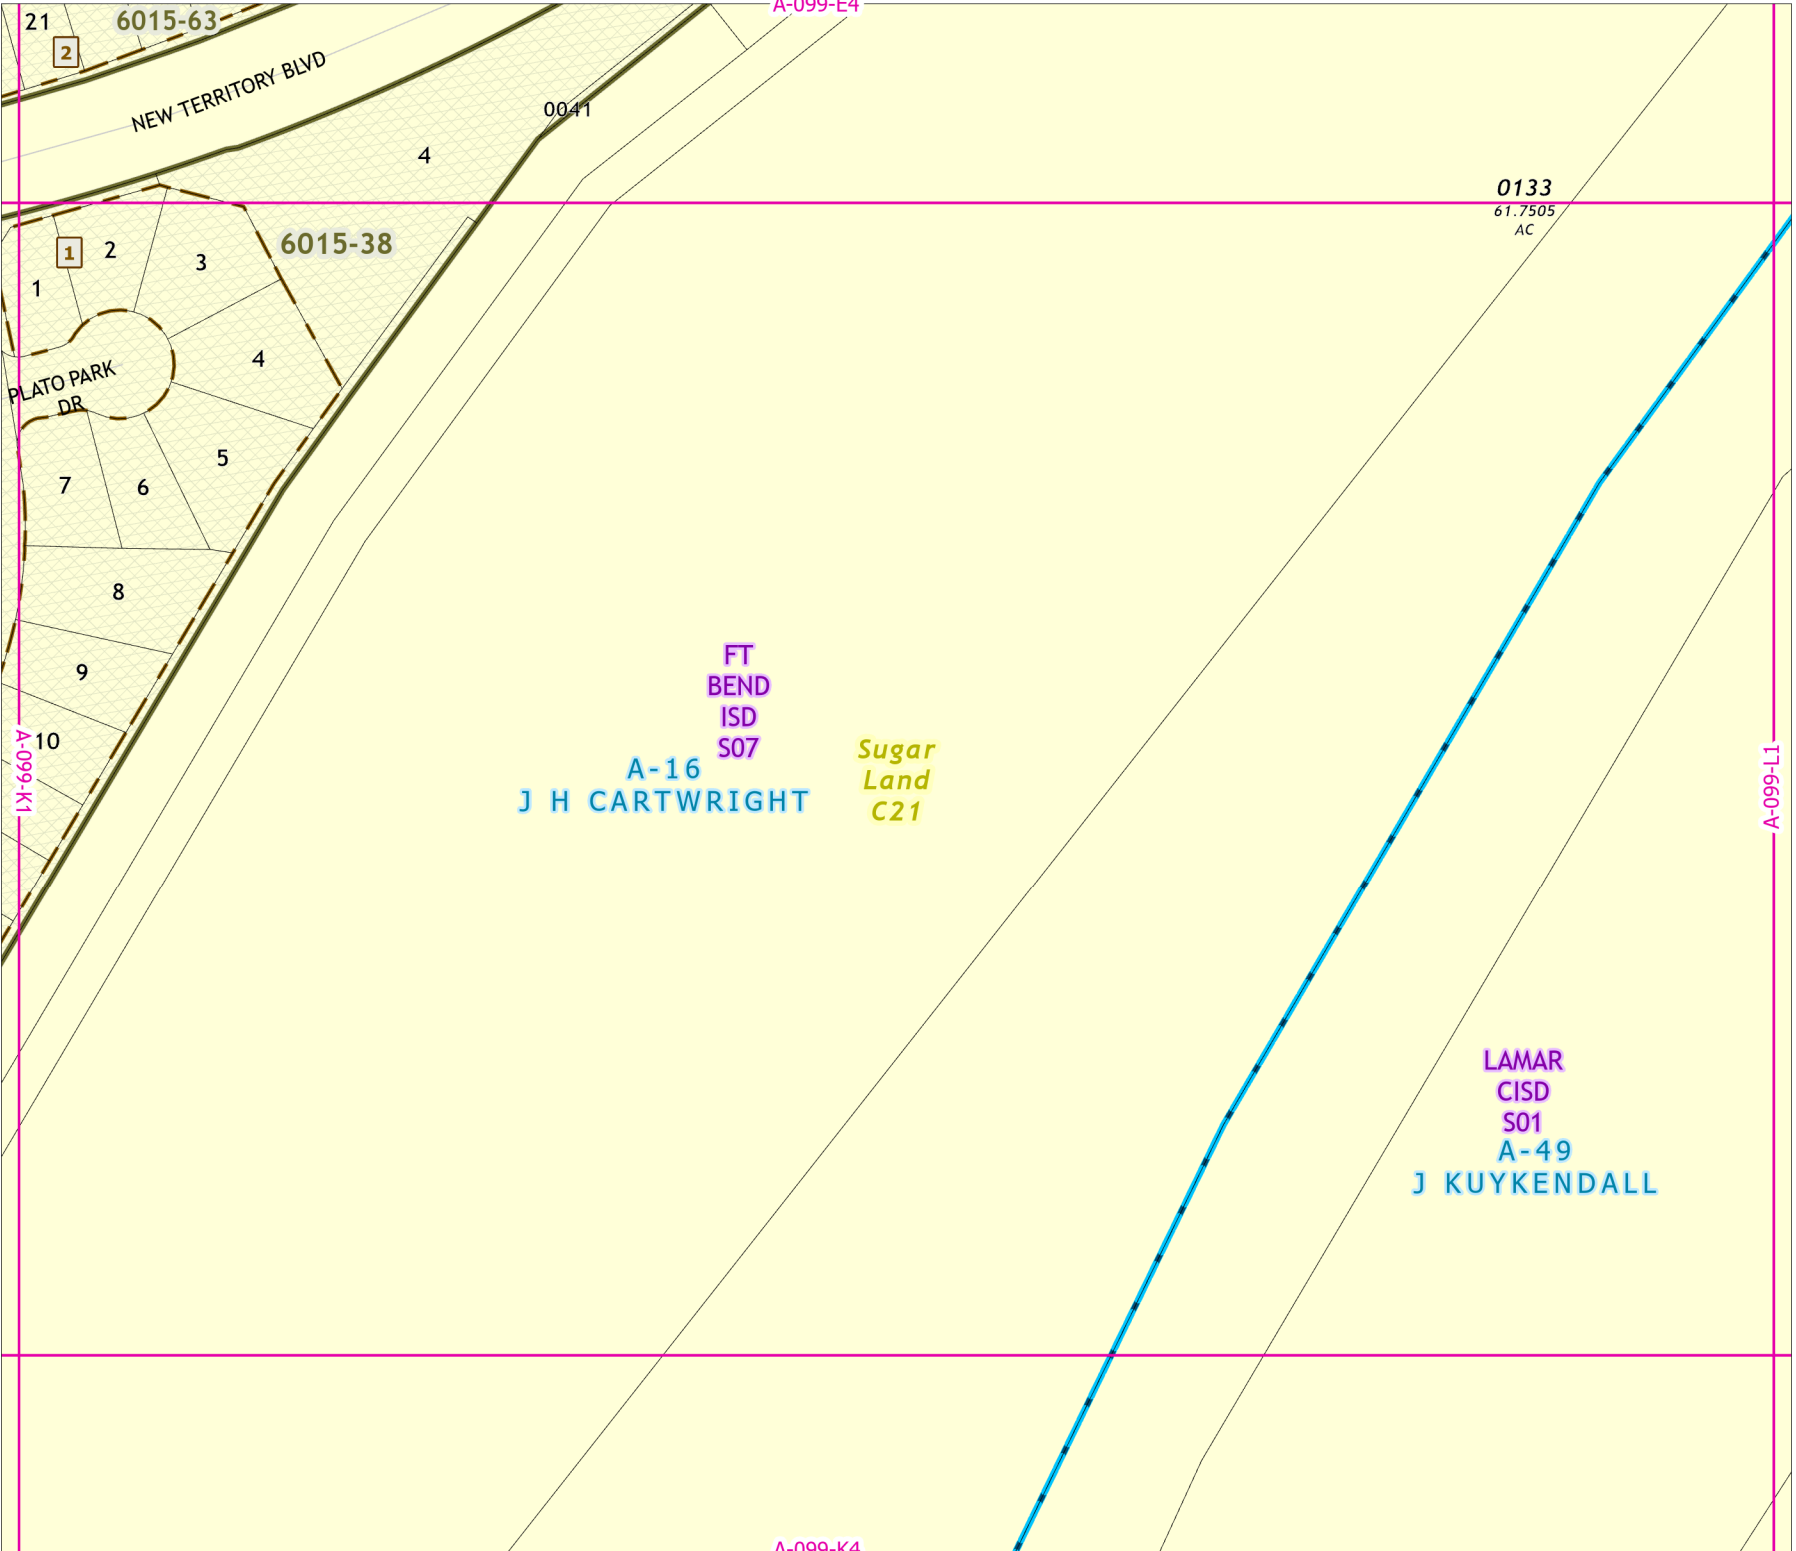 A-099-E4
21
6015-63
2
NEW TERRITORY BLVD
0041
4
0133
61.7505
AC
6015-38
1
2
3
1
4
PLATO PARK
DR
5
7
6
8
9
10
A-099-K1
FT
BEND
ISD
S07
A-16
J H CARTWRIGHT
Sugar
Land
C21
A-099-L1
LAMAR
CISD
S01
A-49
J KUYKENDALL
A-099-K4